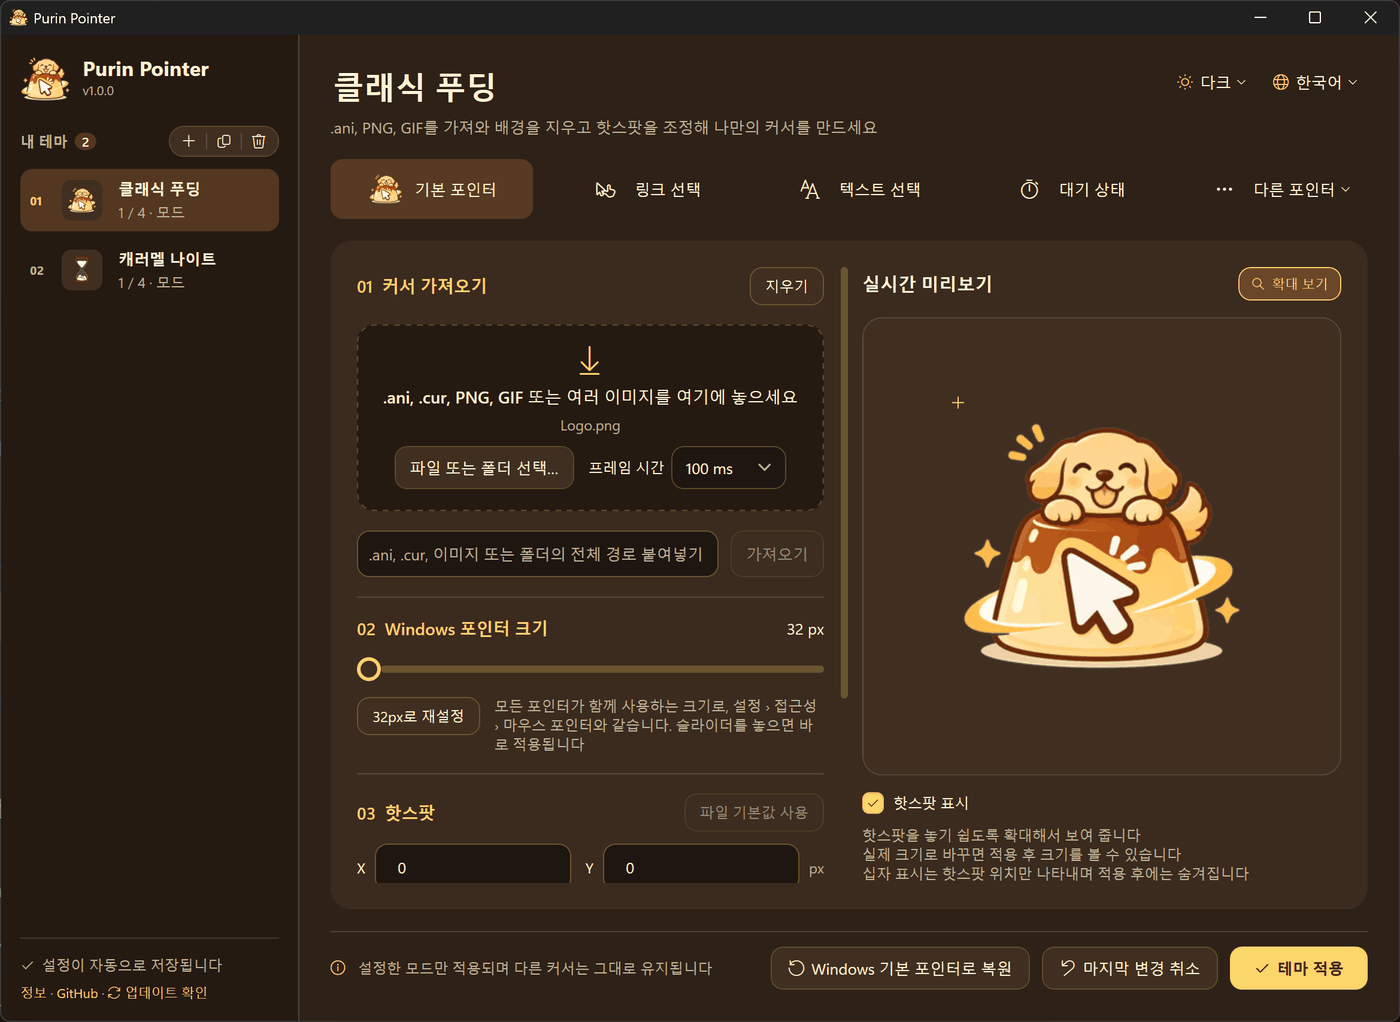 Purin Pointer
Purin Pointer
v1.0.0
내 테마 2
01 클래식 푸딩
1 / 4 · 모드
02 캐러멜 나이트
1 / 4 · 모드
✓ 설정이 자동으로 저장됩니다
정보 · GitHub · 업데이트 확인
클래식 푸딩
다크
한국어
.ani, PNG, GIF를 가져와 배경을 지우고 핫스팟을 조정해 나만의 커서를 만드세요
기본 포인터
링크 선택
텍스트 선택
대기 상태
다른 포인터
01 커서 가져오기
지우기
.ani, .cur, PNG, GIF 또는 여러 이미지를 여기에 놓으세요
Logo.png
파일 또는 폴더 선택...
프레임 시간
100 ms
.ani, .cur, 이미지 또는 폴더의 전체 경로 붙여넣기
가져오기
02 Windows 포인터 크기
32 px
32px로 재설정
모든 포인터가 함께 사용하는 크기로, 설정 › 접근성
› 마우스 포인터와 같습니다. 슬라이더를 놓으면 바
로 적용됩니다
03 핫스팟
파일 기본값 사용
X 0 Y 0 px
실시간 미리보기
확대 보기
핫스팟 표시
핫스팟을 놓기 쉽도록 확대해서 보여 줍니다
실제 크기로 바꾸면 적용 후 크기를 볼 수 있습니다
십자 표시는 핫스팟 위치만 나타내며 적용 후에는 숨겨집니다
설정한 모드만 적용되며 다른 커서는 그대로 유지됩니다
Windows 기본 포인터로 복원
마지막 변경 취소
✓ 테마 적용